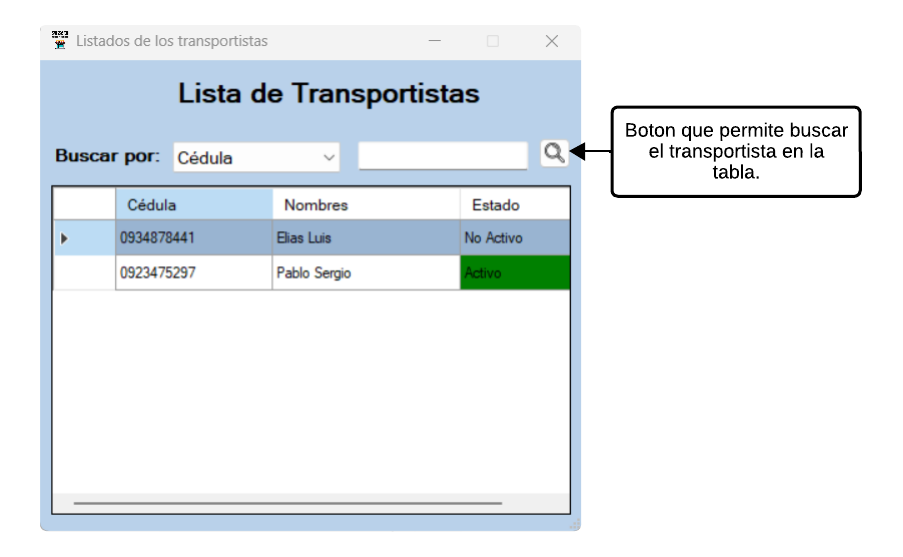 Listados de los transportistas
Lista de Transportistas
Buscar por: Cédula
Boton que permite buscar
el transportista en la
tabla.
Cédula Nombres Estado
0934878441 Elias Luis No Activo
0923475297 Pablo Sergio Activo